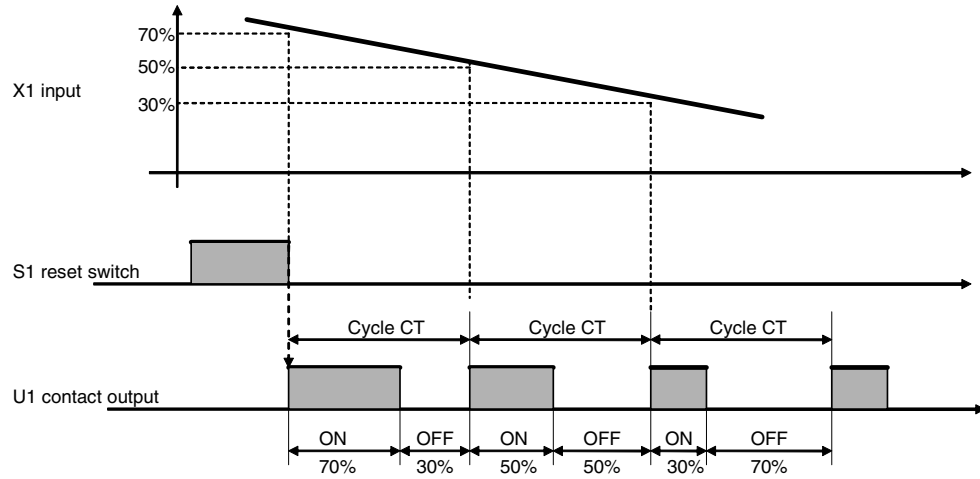 70%
50%
X1 input
30%
S1 reset switch
Cycle CT Cycle CT Cycle CT
U1 contact output
ON OFF ON OFF ON OFF
70% 30% 50% 50% 30% 70%